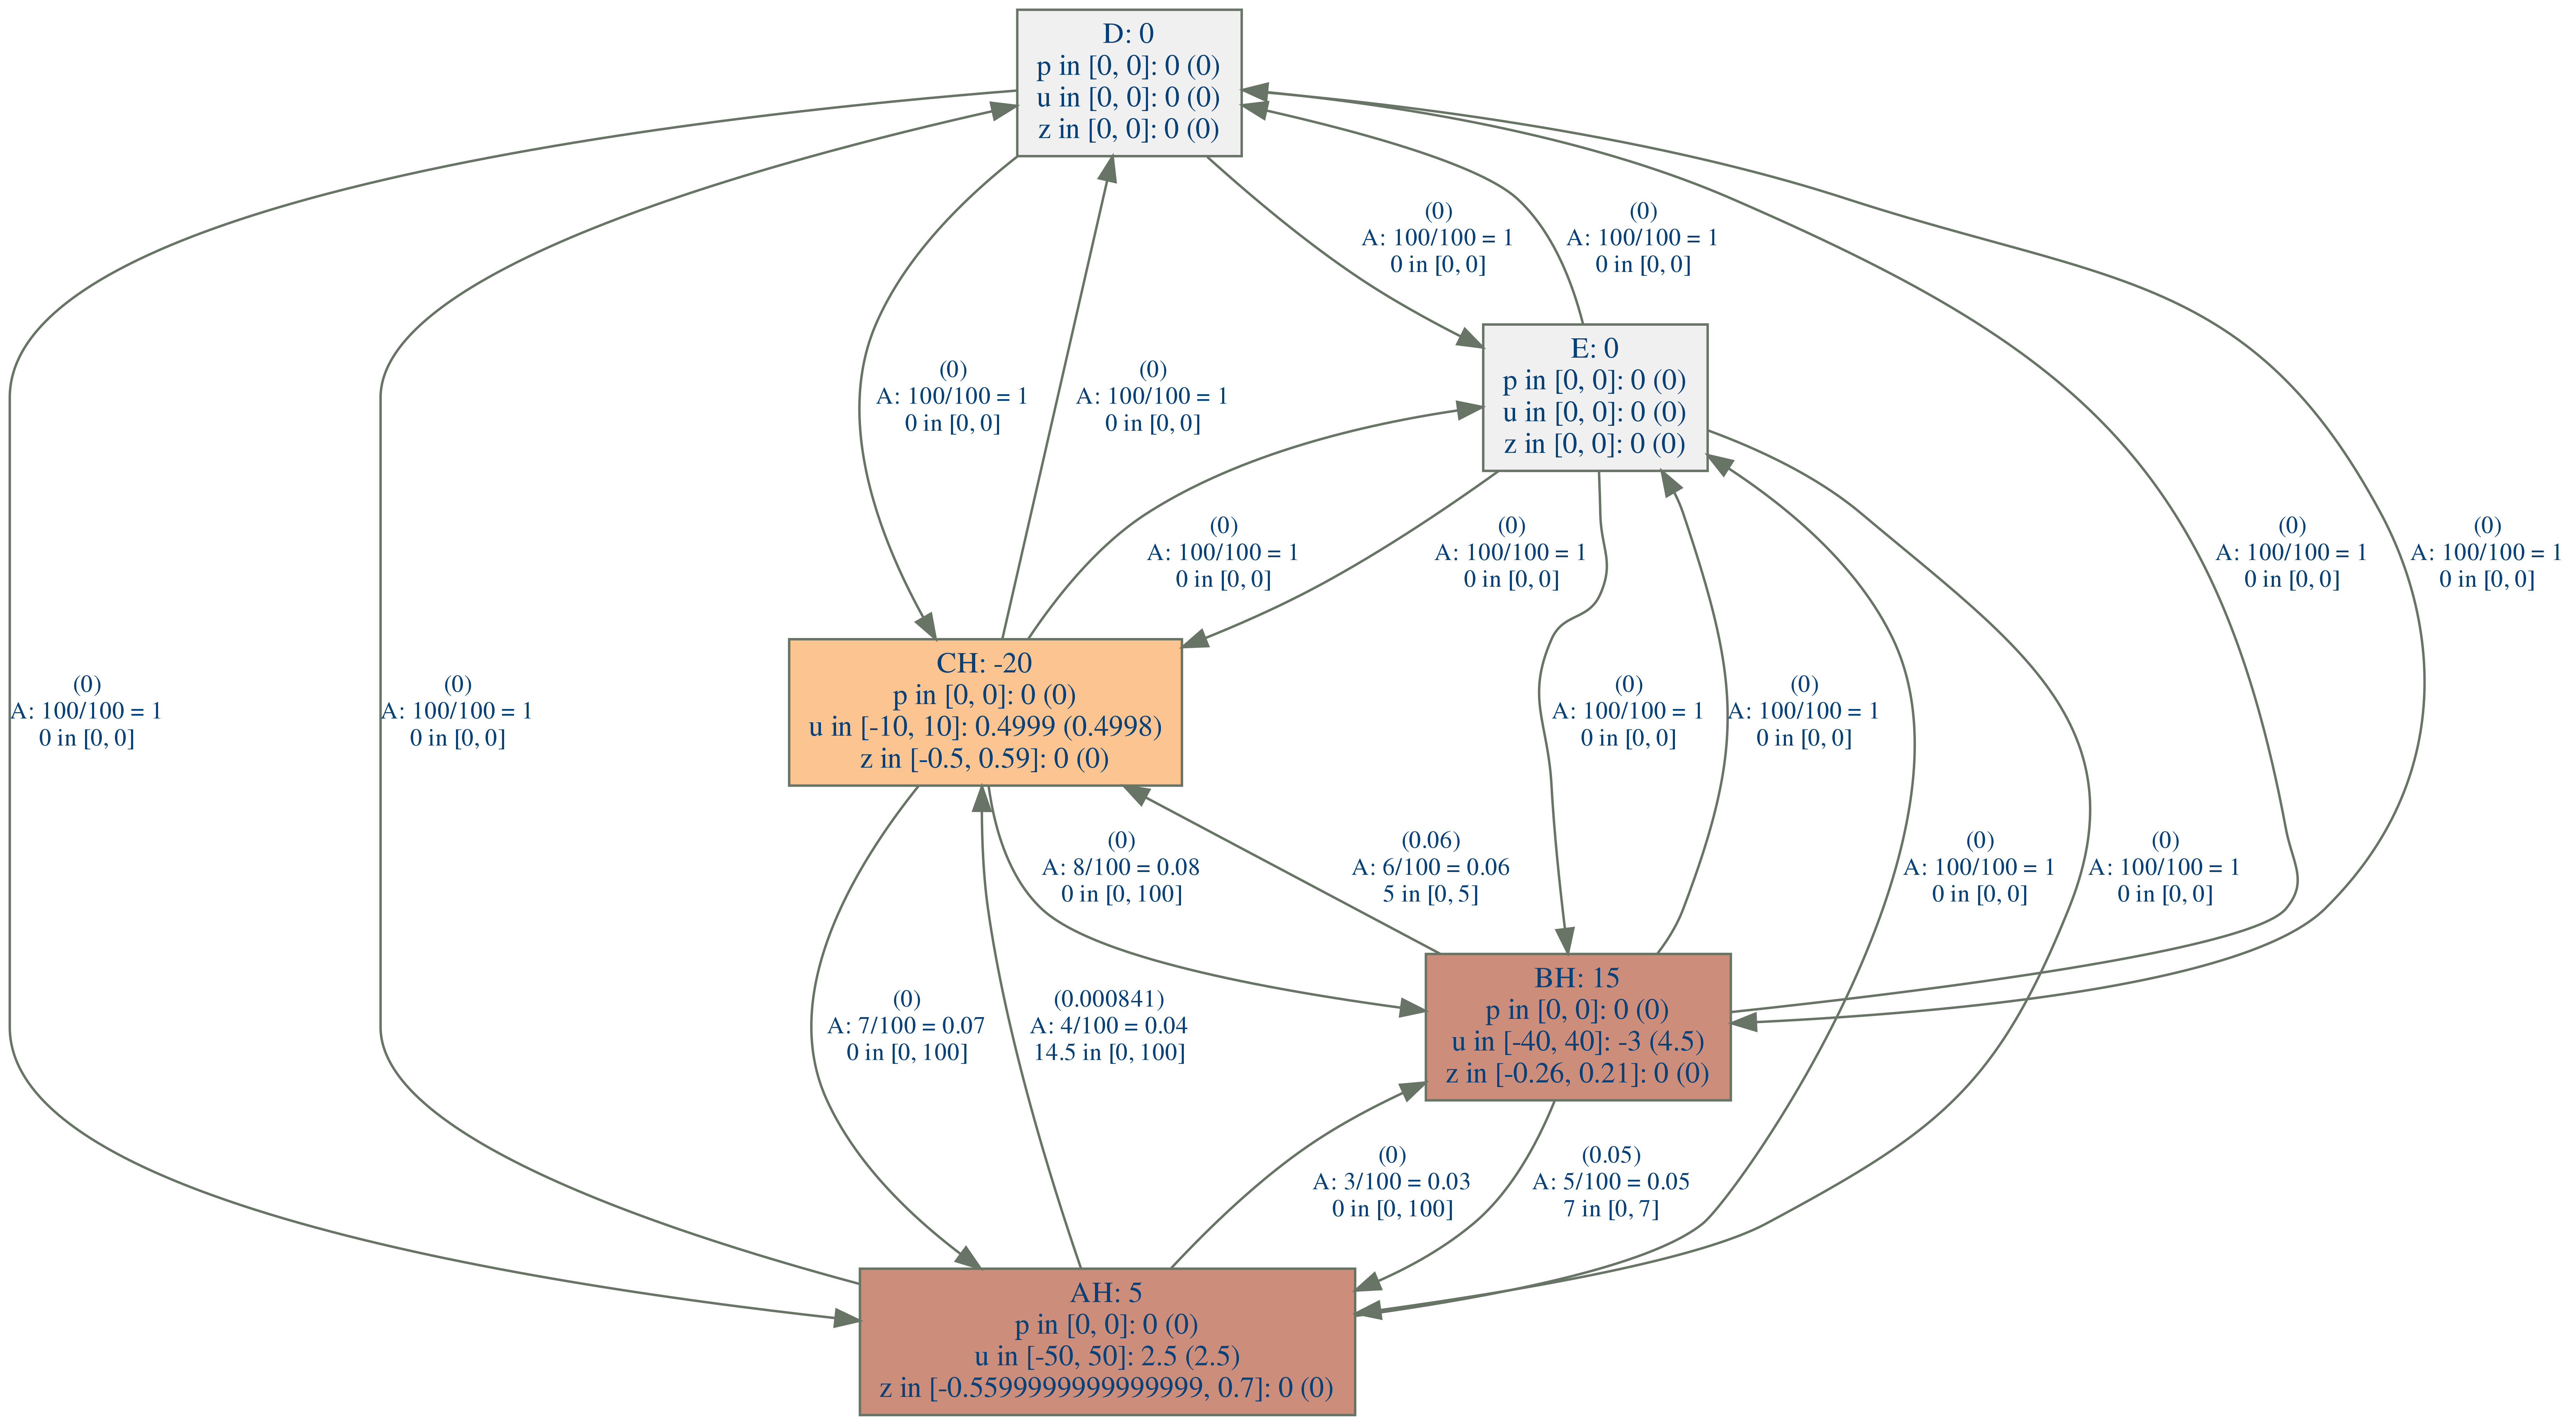 D: 0
p in [0, 0]: 0 (0)
u in [0, 0]: 0 (0)
z in [0, 0]: 0 (0)
(0)
A: 100/100 = 1
0 in [0, 0]
(0)
A: 100/100 = 1
0 in [0, 0]
E: 0
p in [0, 0]: 0 (0)
u in [0, 0]: 0 (0)
z in [0, 0]: 0 (0)
(0)
A: 100/100 = 1
0 in [0, 0]
(0)
A: 100/100 = 1
0 in [0, 0]
(0)
A: 100/100 = 1
0 in [0, 0]
(0)
A: 100/100 = 1
0 in [0, 0]
(0)
A: 100/100 = 1
0 in [0, 0]
(0)
A: 100/100 = 1
0 in [0, 0]
(0)
A: 100/100 = 1
0 in [0, 0]
(0)
A: 100/100 = 1
0 in [0, 0]
CH: -20
p in [0, 0]: 0 (0)
u in [-10, 10]: 0.4999 (0.4998)
z in [-0.5, 0.59]: 0 (0)
(0)
A: 100/100 = 1
0 in [0, 0]
(0)
A: 100/100 = 1
0 in [0, 0]
(0)
A: 8/100 = 0.08
0 in [0, 100]
(0.06)
A: 6/100 = 0.06
5 in [0, 5]
(0)
A: 100/100 = 1
0 in [0, 0]
(0)
A: 100/100 = 1
0 in [0, 0]
BH: 15
p in [0, 0]: 0 (0)
u in [-40, 40]: -3 (4.5)
z in [-0.26, 0.21]: 0 (0)
(0)
A: 7/100 = 0.07
0 in [0, 100]
(0.000841)
A: 4/100 = 0.04
14.5 in [0, 100]
(0)
A: 3/100 = 0.03
0 in [0, 100]
(0.05)
A: 5/100 = 0.05
7 in [0, 7]
AH: 5
p in [0, 0]: 0 (0)
u in [-50, 50]: 2.5 (2.5)
z in [-0.5599999999999999, 0.7]: 0 (0)